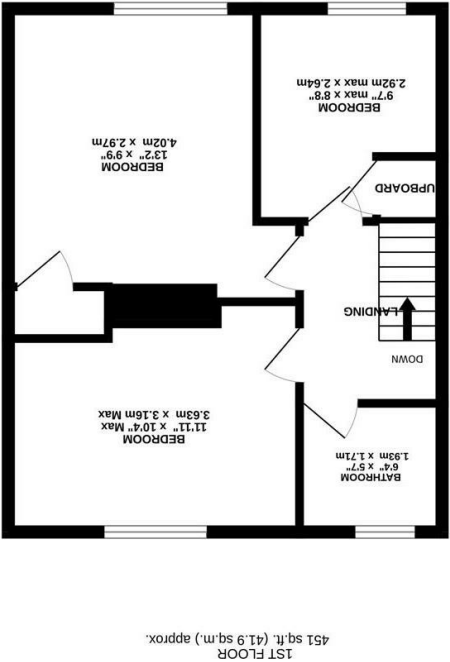 1ST FLOOR
451 sq.ft. (41.9 sq.m.) approx.
BATHROOM
6'4" x 5'7"
1.93m x 1.71m
BEDROOM
11'11" x 10'4" Max
3.63m x 3.16m Max
DOWN
LANDING
UPBOARD
BEDROOM
13'2" x 9'9"
4.02m x 2.97m
BEDROOM
9'7" max x 8'8"
2.92m max x 2.64m